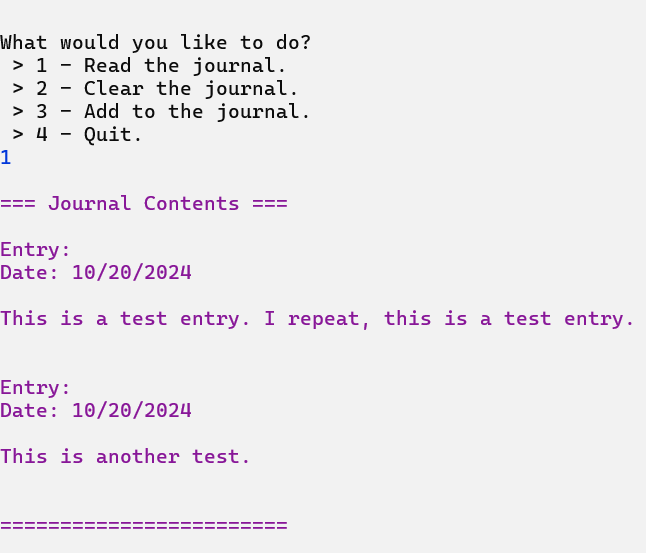 What would you like to do?
 > 1 – Read the journal.
 > 2 – Clear the journal.
 > 3 – Add to the journal.
 > 4 – Quit.
1
=== Journal Contents ===
Entry:
Date: 10/20/2024
This is a test entry. I repeat, this is a test entry.
Entry:
Date: 10/20/2024
This is another test.
========================